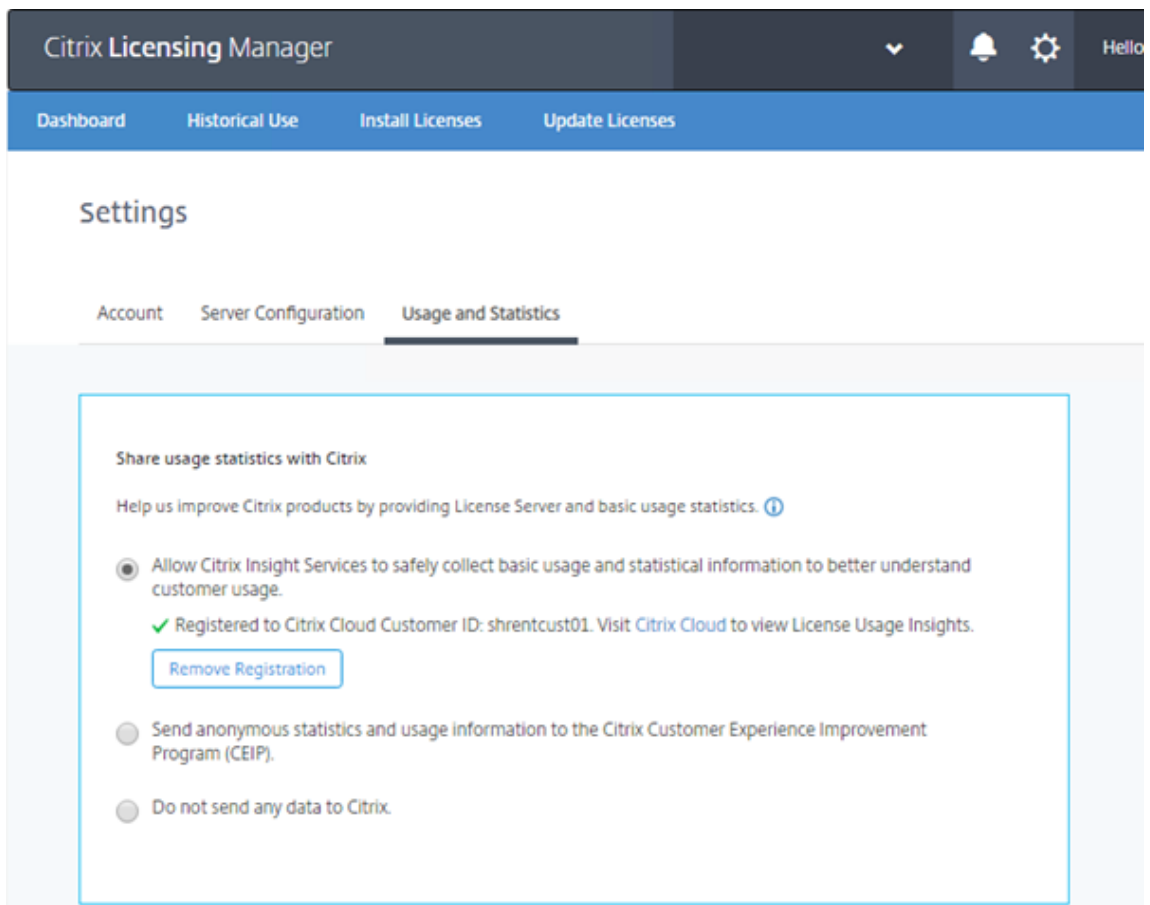 Citrix Licensing Manager
Hello
Dashboard Historical Use Install Licenses Update Licenses
Settings
Account Server Configuration Usage and Statistics
Share usage statistics with Citrix
Help us improve Citrix products by providing License Server and basic usage statistics.
Allow Citrix Insight Services to safely collect basic usage and statistical information to better understand
customer usage.
Registered to Citrix Cloud Customer ID: shrentcust01. Visit Citrix Cloud to view License Usage Insights.
Remove Registration
Send anonymous statistics and usage information to the Citrix Customer Experience Improvement
Program (CEIP).
Do not send any data to Citrix.